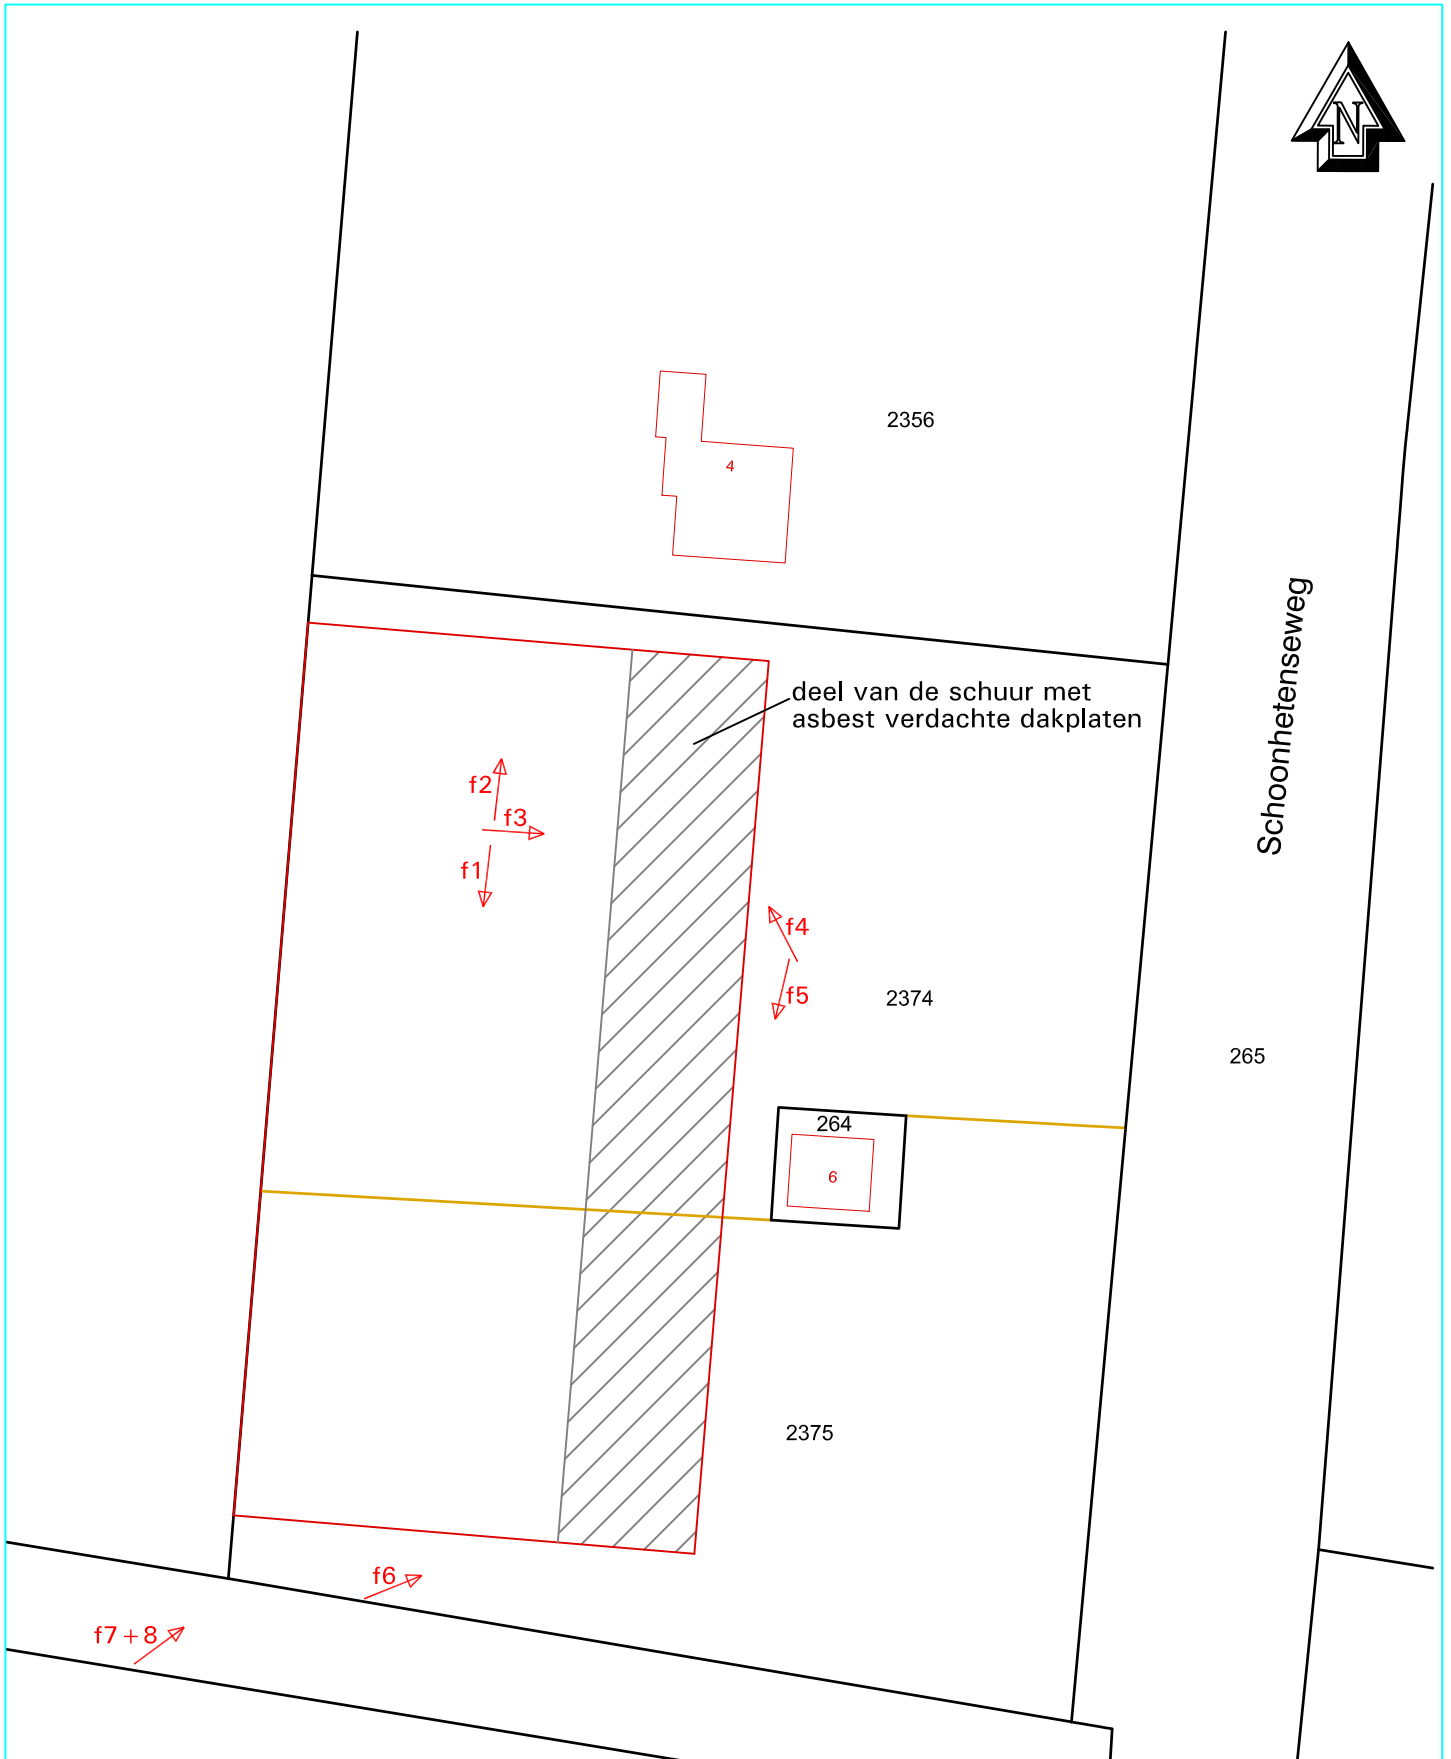 N
2356
4
Schoonhetenseweg
deel van de schuur met
asbest verdachte dakplaten
f2
f3
f1
f4
f5
2374
265
264
6
2375
f6
f7+8